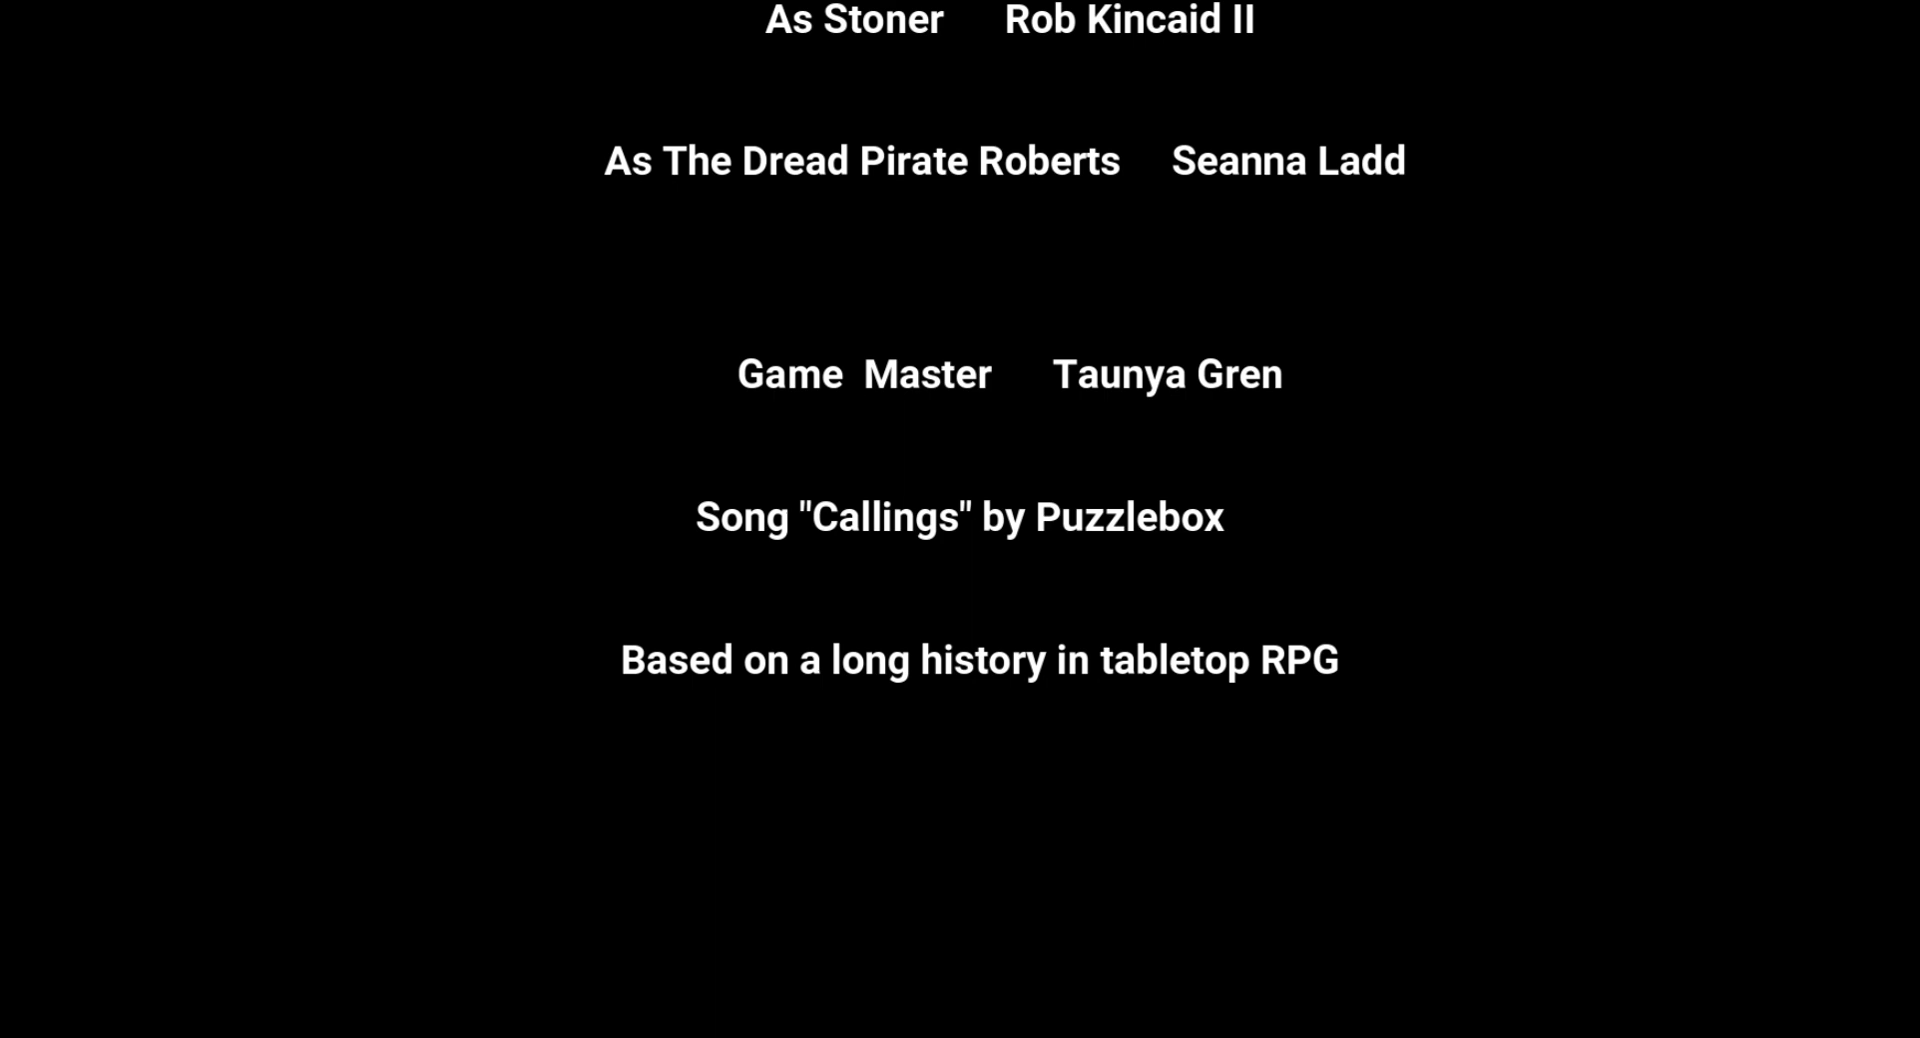 As Stoner Rob Kincaid II
As The Dread Pirate Roberts Seanna Ladd
Game Master Taunya Gren
Song "Callings" by Puzzlebox
Based on a long history in tabletop RPG